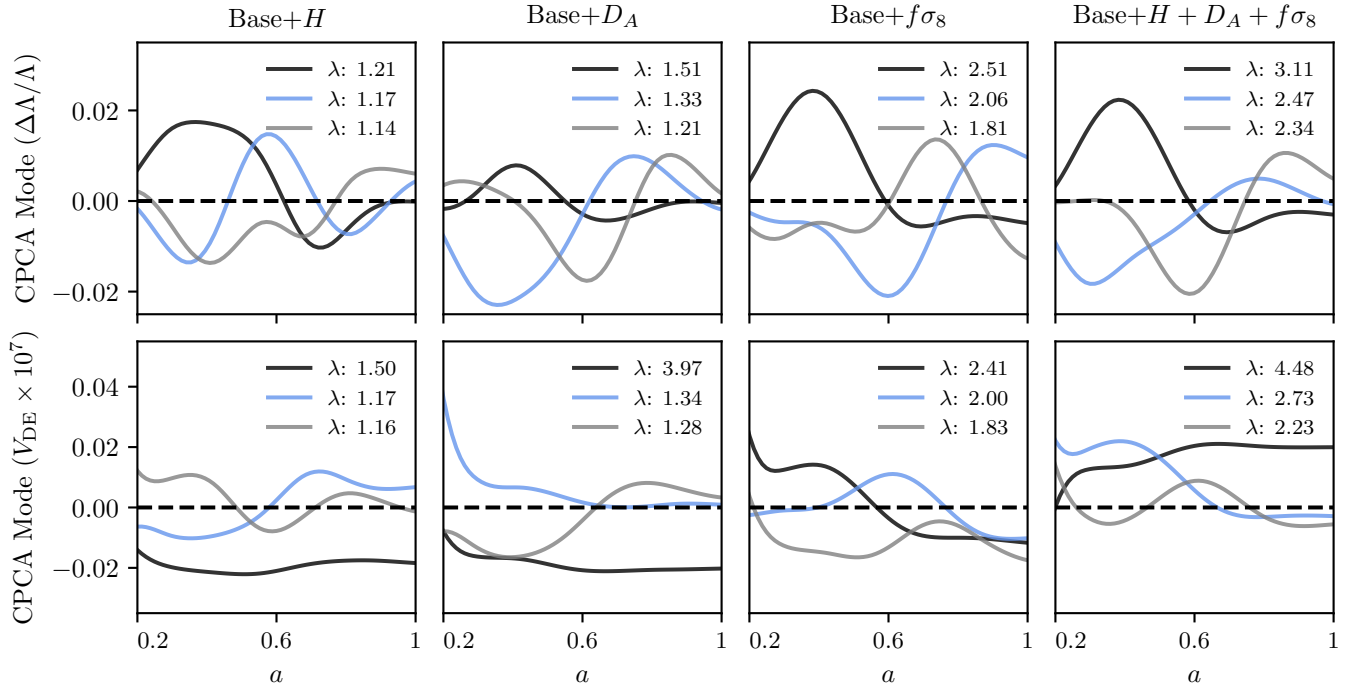 Base+H
Base+D_A
Base+fσ_8
Base+H + D_A + fσ_8
CPCA Mode (ΔΛ/Λ)
0.02
0.00
−0.02
λ: 1.21
λ: 1.17
λ: 1.14
λ: 1.51
λ: 1.33
λ: 1.21
λ: 2.51
λ: 2.06
λ: 1.81
λ: 3.11
λ: 2.47
λ: 2.34
CPCA Mode (V_DE × 10^7)
0.04
0.02
0.00
−0.02
λ: 1.50
λ: 1.17
λ: 1.16
λ: 3.97
λ: 1.34
λ: 1.28
λ: 2.41
λ: 2.00
λ: 1.83
λ: 4.48
λ: 2.73
λ: 2.23
0.2 0.6 1
0.2 0.6 1
0.2 0.6 1
0.2 0.6 1
a
a
a
a